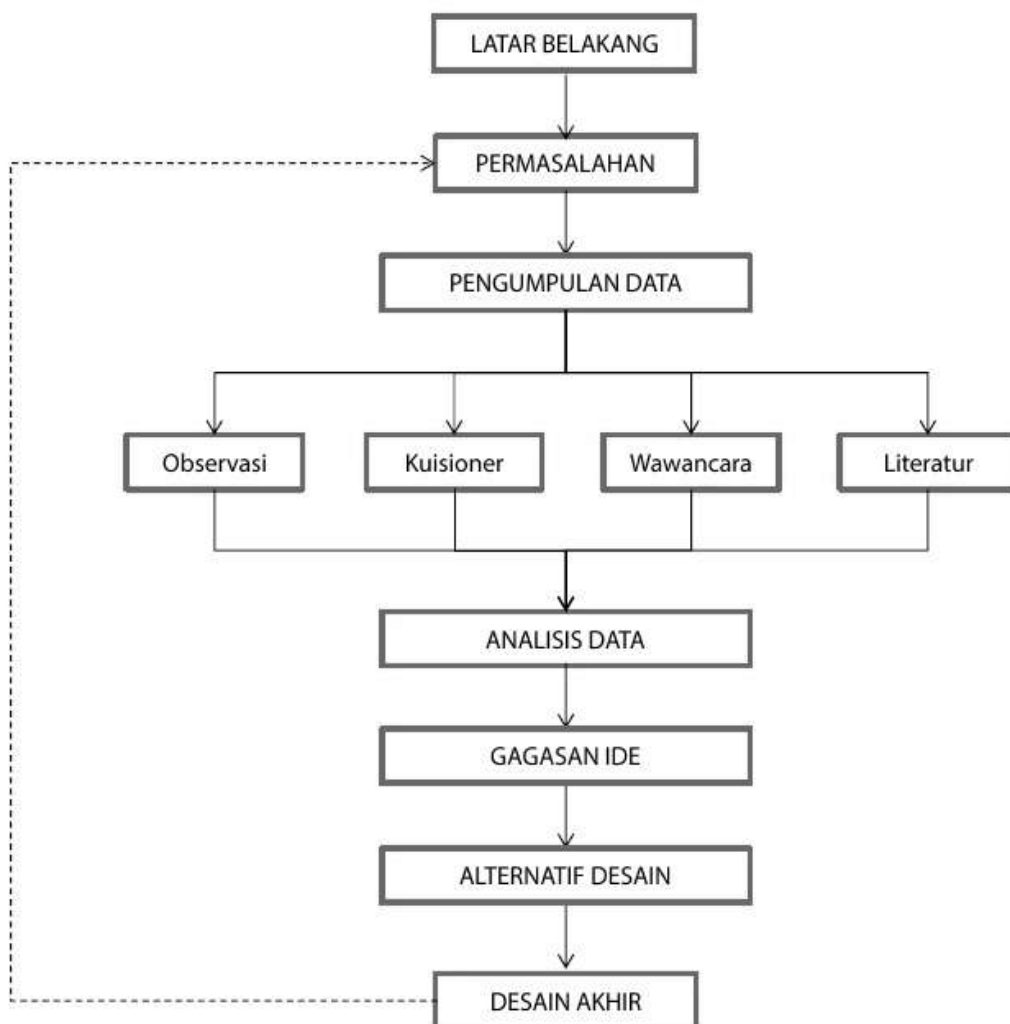 LATAR BELAKANG
PERMASALAHAN
PENGUMPULAN DATA
Observasi
Kuisioner
Wawancara
Literatur
ANALISIS DATA
GAGASAN IDE
ALTERNATIF DESAIN
DESAIN AKHIR